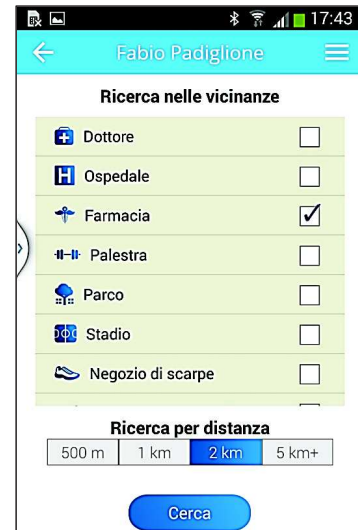 17:43
Fabio Padiglione
Ricerca nelle vicinanze
Dottore
H Ospedale
Farmacia
Palestra
Parco
Stadio
Negozio di scarpe
Ricerca per distanza
500 m 1 km 2 km 5 km+
Cerca